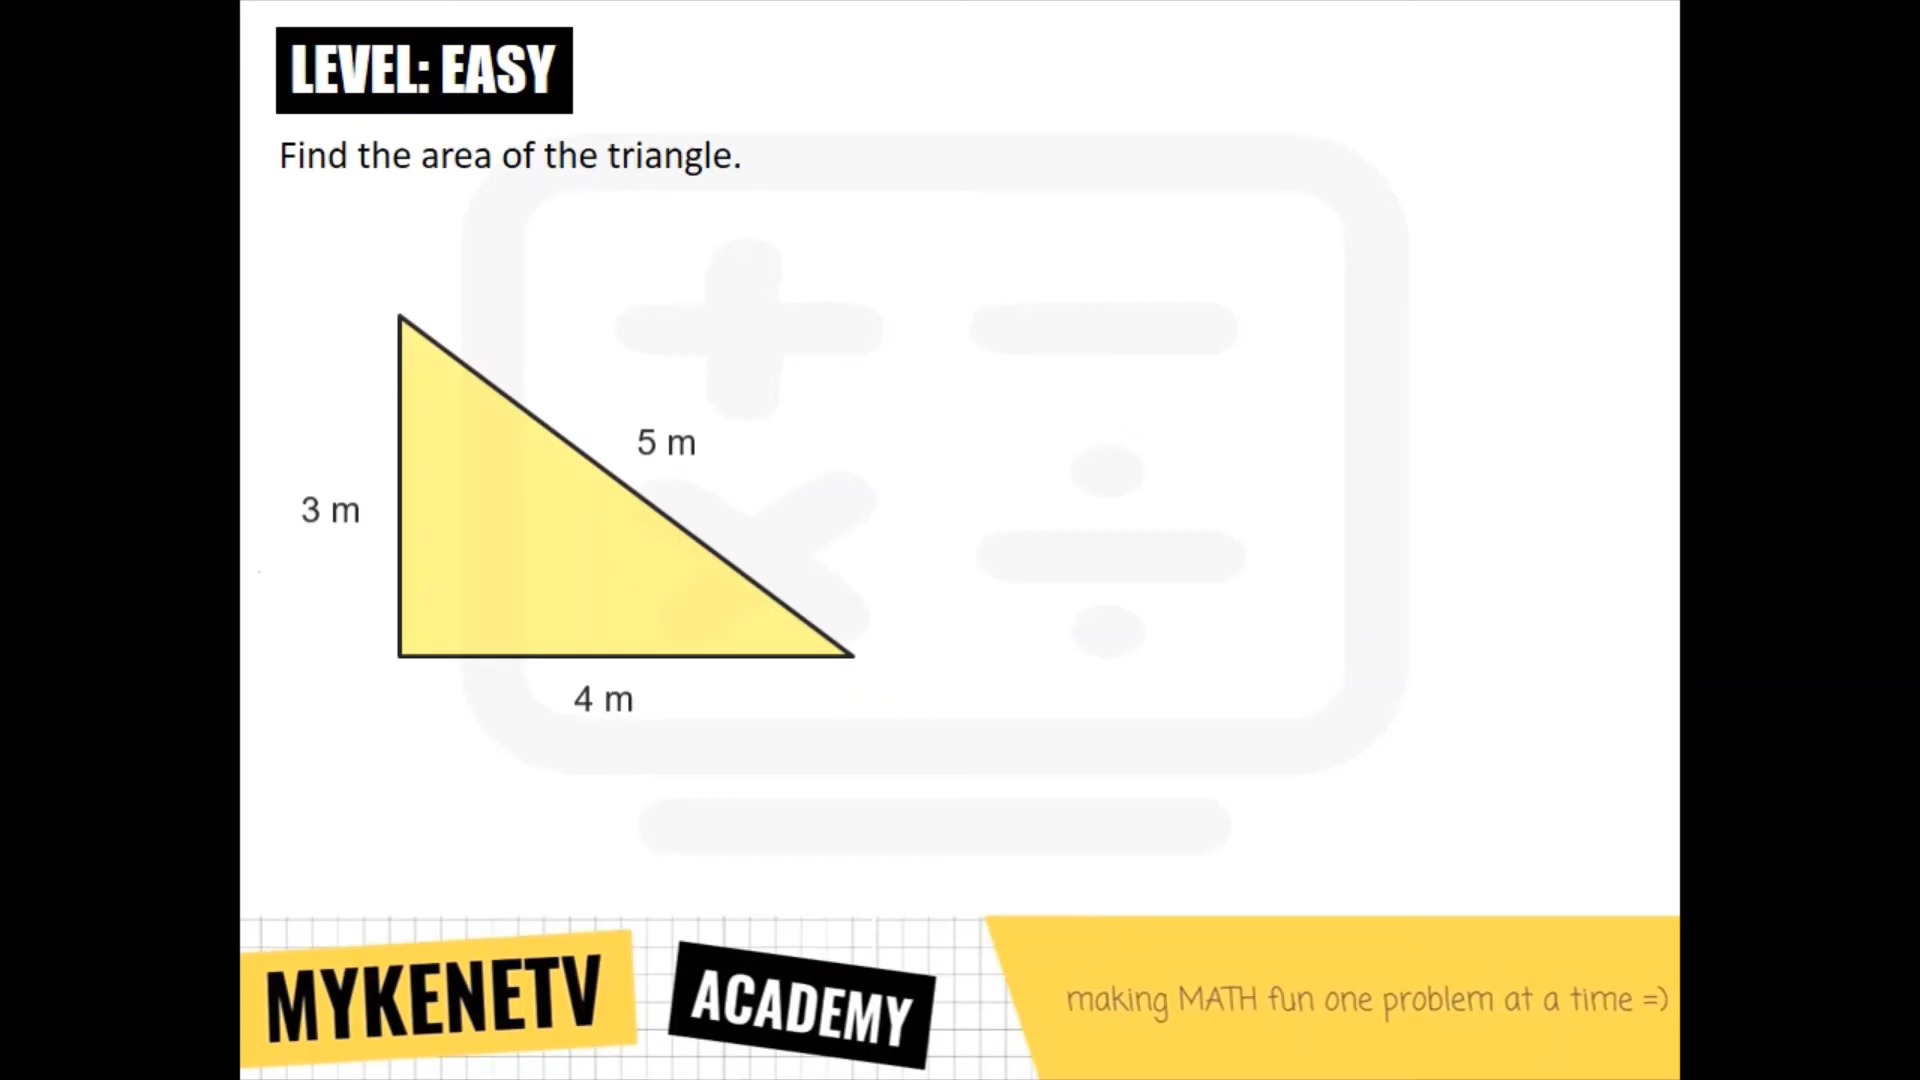 LEVEL: EASY
Find the area of the triangle.
5 m
3 m
4 m
MYKENETV
ACADEMY
making MATH fun one problem at a time =)